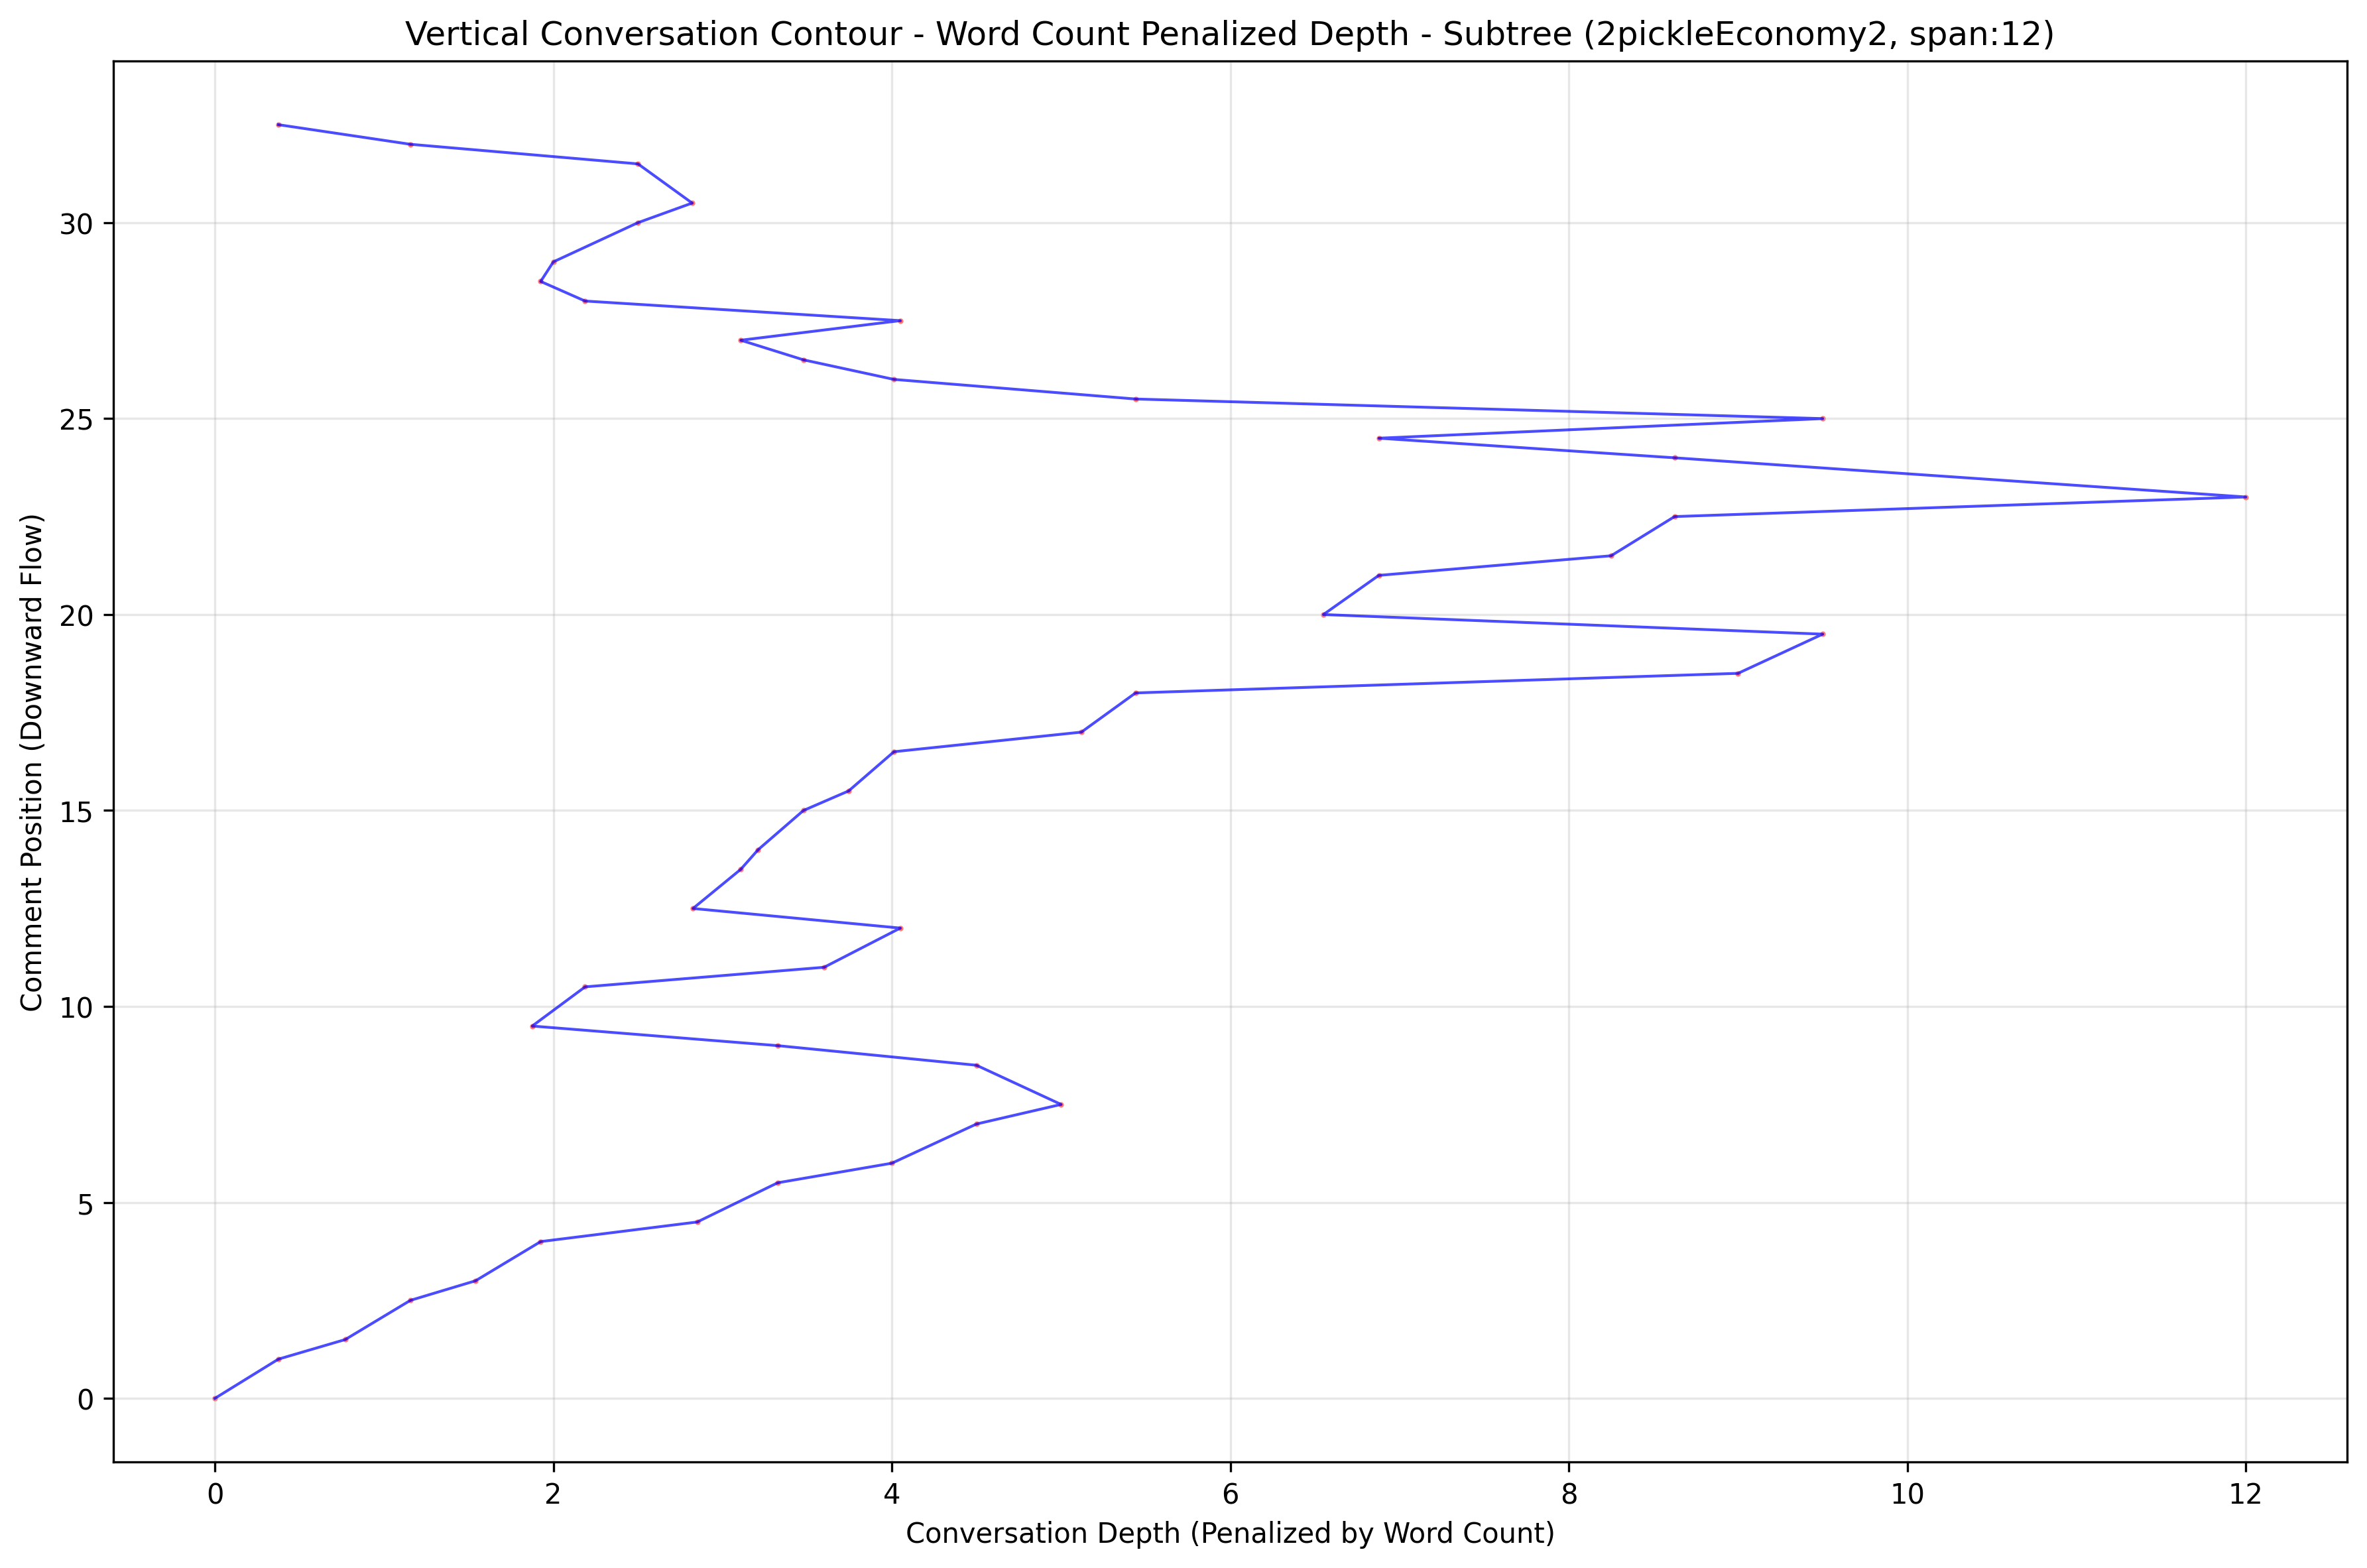 Vertical Conversation Contour - Word Count Penalized Depth - Subtree (2pickleEconomy2, span:12)
Comment Position (Downward Flow)
30
25
20
15
10
5
0
0 2 4 6 8 10 12
Conversation Depth (Penalized by Word Count)